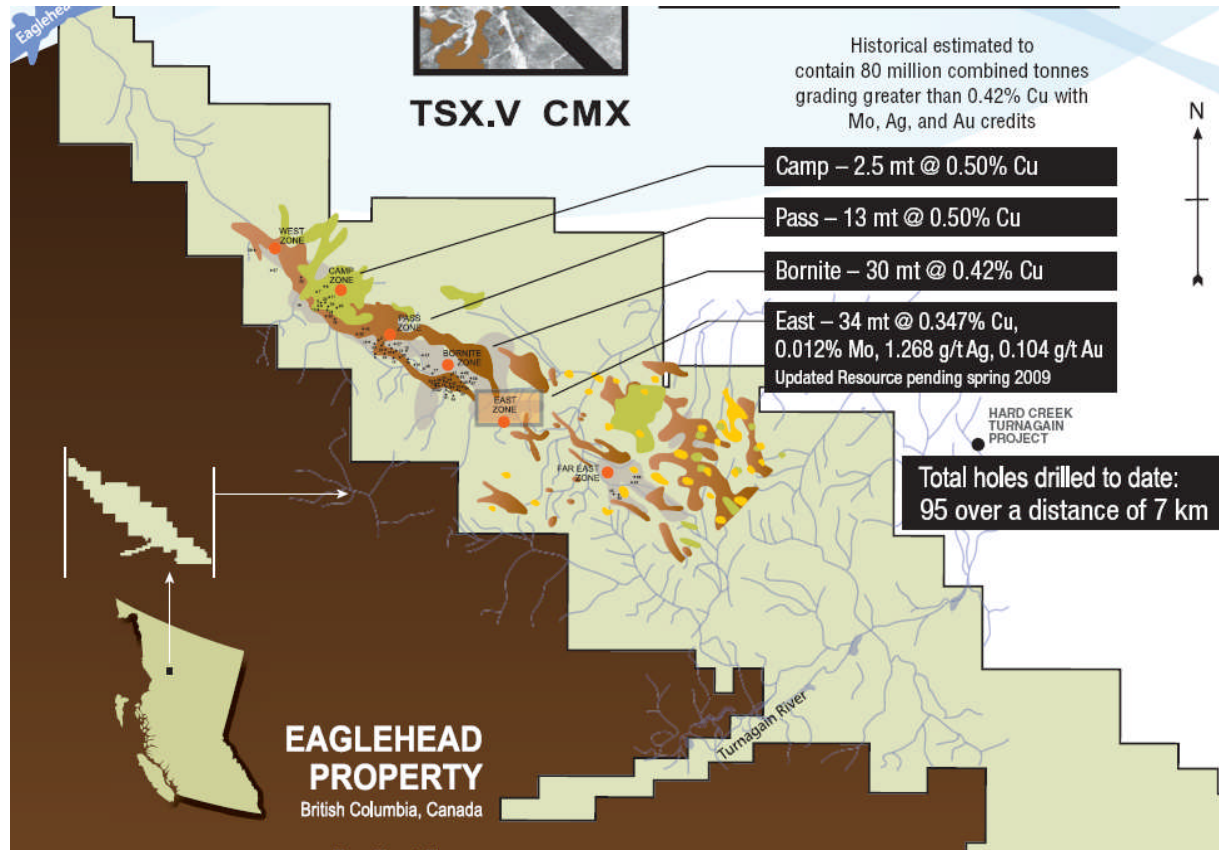 Eaglehead
TSX.V CMX
Historical estimated to
contain 80 million combined tonnes
grading greater than 0.42% Cu with
Mo, Ag, and Au credits
N
Camp – 2.5 mt @ 0.50% Cu
Pass – 13 mt @ 0.50% Cu
Bornite – 30 mt @ 0.42% Cu
East – 34 mt @ 0.347% Cu,
0.012% Mo, 1.268 g/t Ag, 0.104 g/t Au
Updated Resource pending spring 2009
WEST
ZONE
CAMP
ZONE
PASS
ZONE
BORNITE
ZONE
EAST
ZONE
FAR EAST
ZONE
HARD CREEK
TURNAGAIN
PROJECT
Total holes drilled to date:
95 over a distance of 7 km
Turnagain River
EAGLEHEAD
PROPERTY
British Columbia, Canada